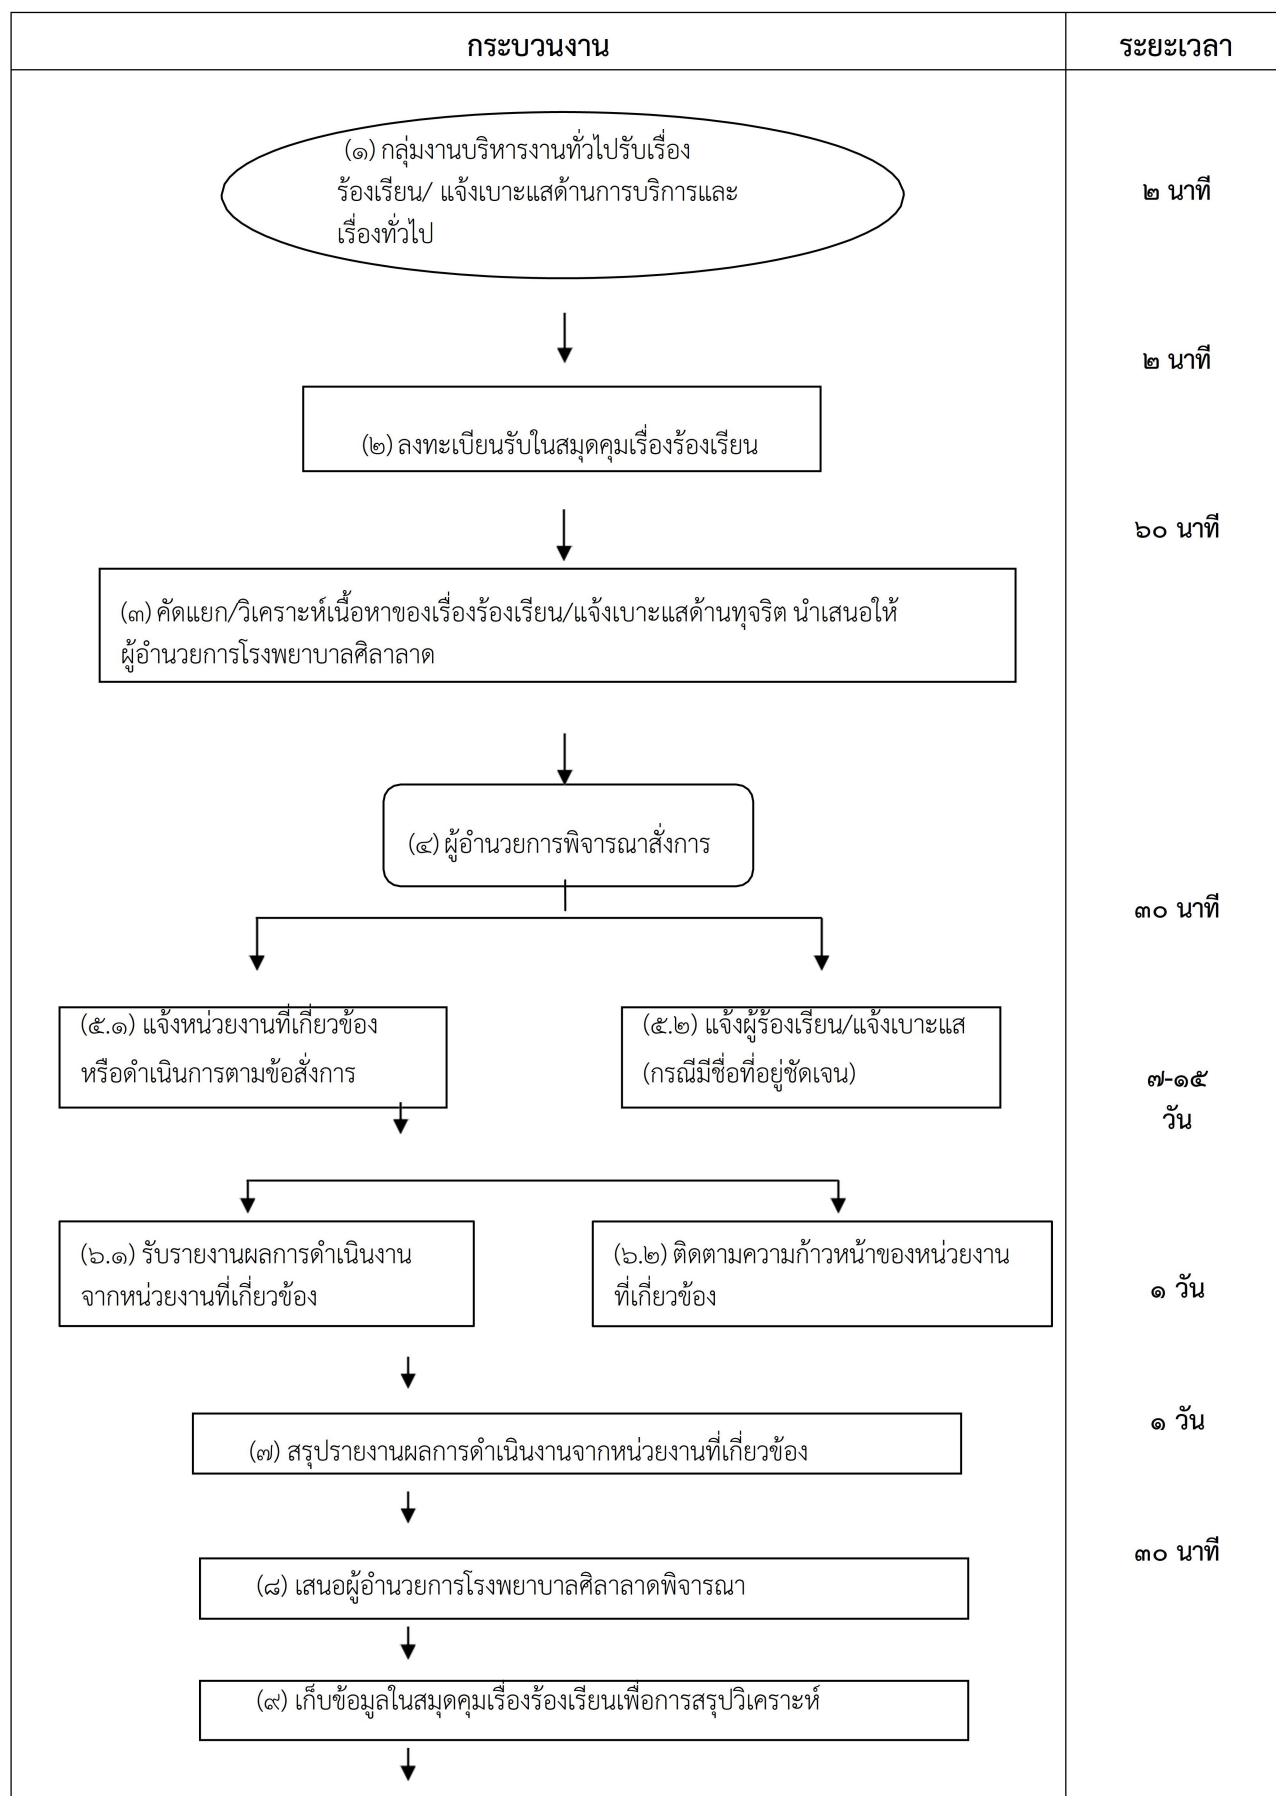 กระบวนงาน
ระยะเวลา
(๑) กลุ่มงานบริหารงานทั่วไปรับเรื่อง
ร้องเรียน/ แจ้งเบาะแสด้านการบริการและ
เรื่องทั่วไป
๒ นาที
๒ นาที
(๒) ลงทะเบียนรับในสมุดคุมเรื่องร้องเรียน
๖๐ นาที
(๓) คัดแยก/วิเคราะห์เนื้อหาของเรื่องร้องเรียน/แจ้งเบาะแสด้านทุจริต นำเสนอให้
ผู้อำนวยการโรงพยาบาลศิลาลาด
(๔) ผู้อำนวยการพิจารณาสั่งการ
๓๐ นาที
(๕.๑) แจ้งหน่วยงานที่เกี่ยวข้อง
หรือดำเนินการตามข้อสั่งการ
(๕.๒) แจ้งผู้ร้องเรียน/แจ้งเบาะแส
(กรณีมีชื่อที่อยู่ชัดเจน)
๗-๑๕
วัน
(๖.๑) รับรายงานผลการดำเนินงาน
จากหน่วยงานที่เกี่ยวข้อง
(๖.๒) ติดตามความก้าวหน้าของหน่วยงาน
ที่เกี่ยวข้อง
๑ วัน
๑ วัน
(๗) สรุปรายงานผลการดำเนินงานจากหน่วยงานที่เกี่ยวข้อง
๓๐ นาที
(๘) เสนอผู้อำนวยการโรงพยาบาลศิลาลาดพิจารณา
(๙) เก็บข้อมูลในสมุดคุมเรื่องร้องเรียนเพื่อการสรุปวิเคราะห์